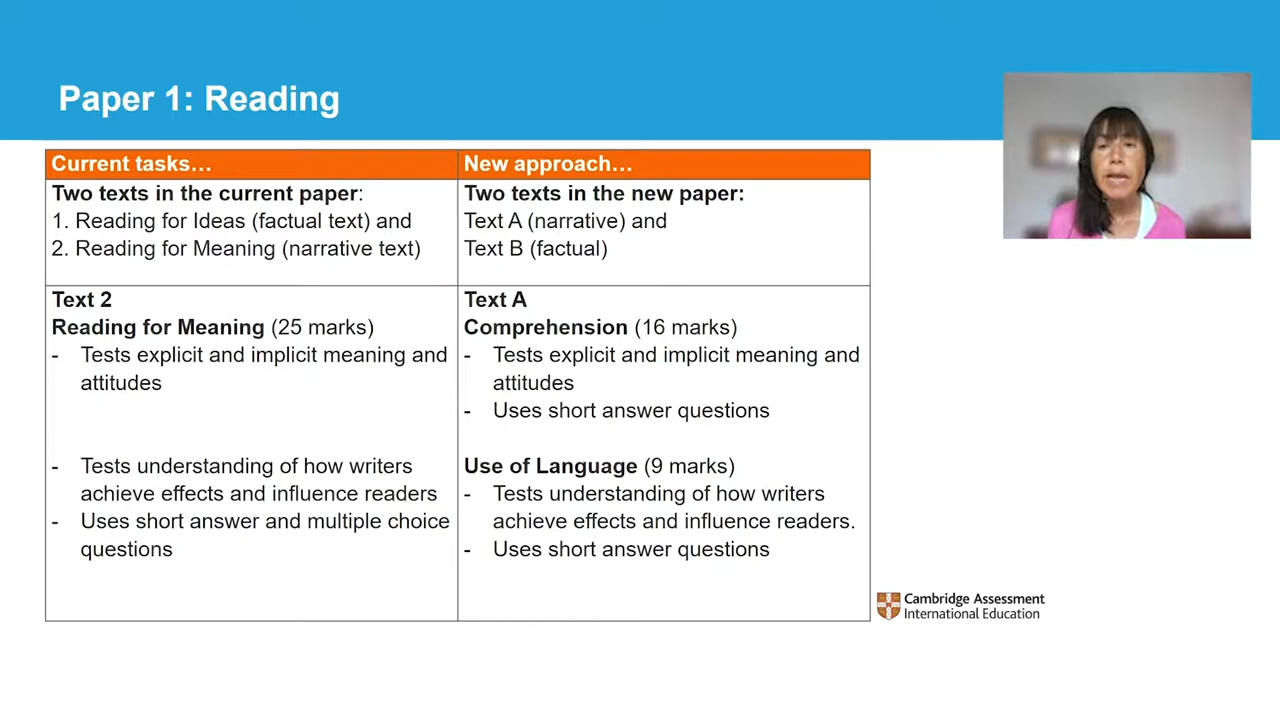 Paper 1: Reading
Current tasks…
New approach…
Two texts in the current paper:
1. Reading for Ideas (factual text) and
2. Reading for Meaning (narrative text)
Two texts in the new paper:
Text A (narrative) and
Text B (factual)
Text 2
Reading for Meaning (25 marks)
- Tests explicit and implicit meaning and
attitudes
- Tests understanding of how writers
achieve effects and influence readers
- Uses short answer and multiple choice
questions
Text A
Comprehension (16 marks)
- Tests explicit and implicit meaning and
attitudes
- Uses short answer questions
Use of Language (9 marks)
- Tests understanding of how writers
achieve effects and influence readers.
- Uses short answer questions
Cambridge Assessment
International Education